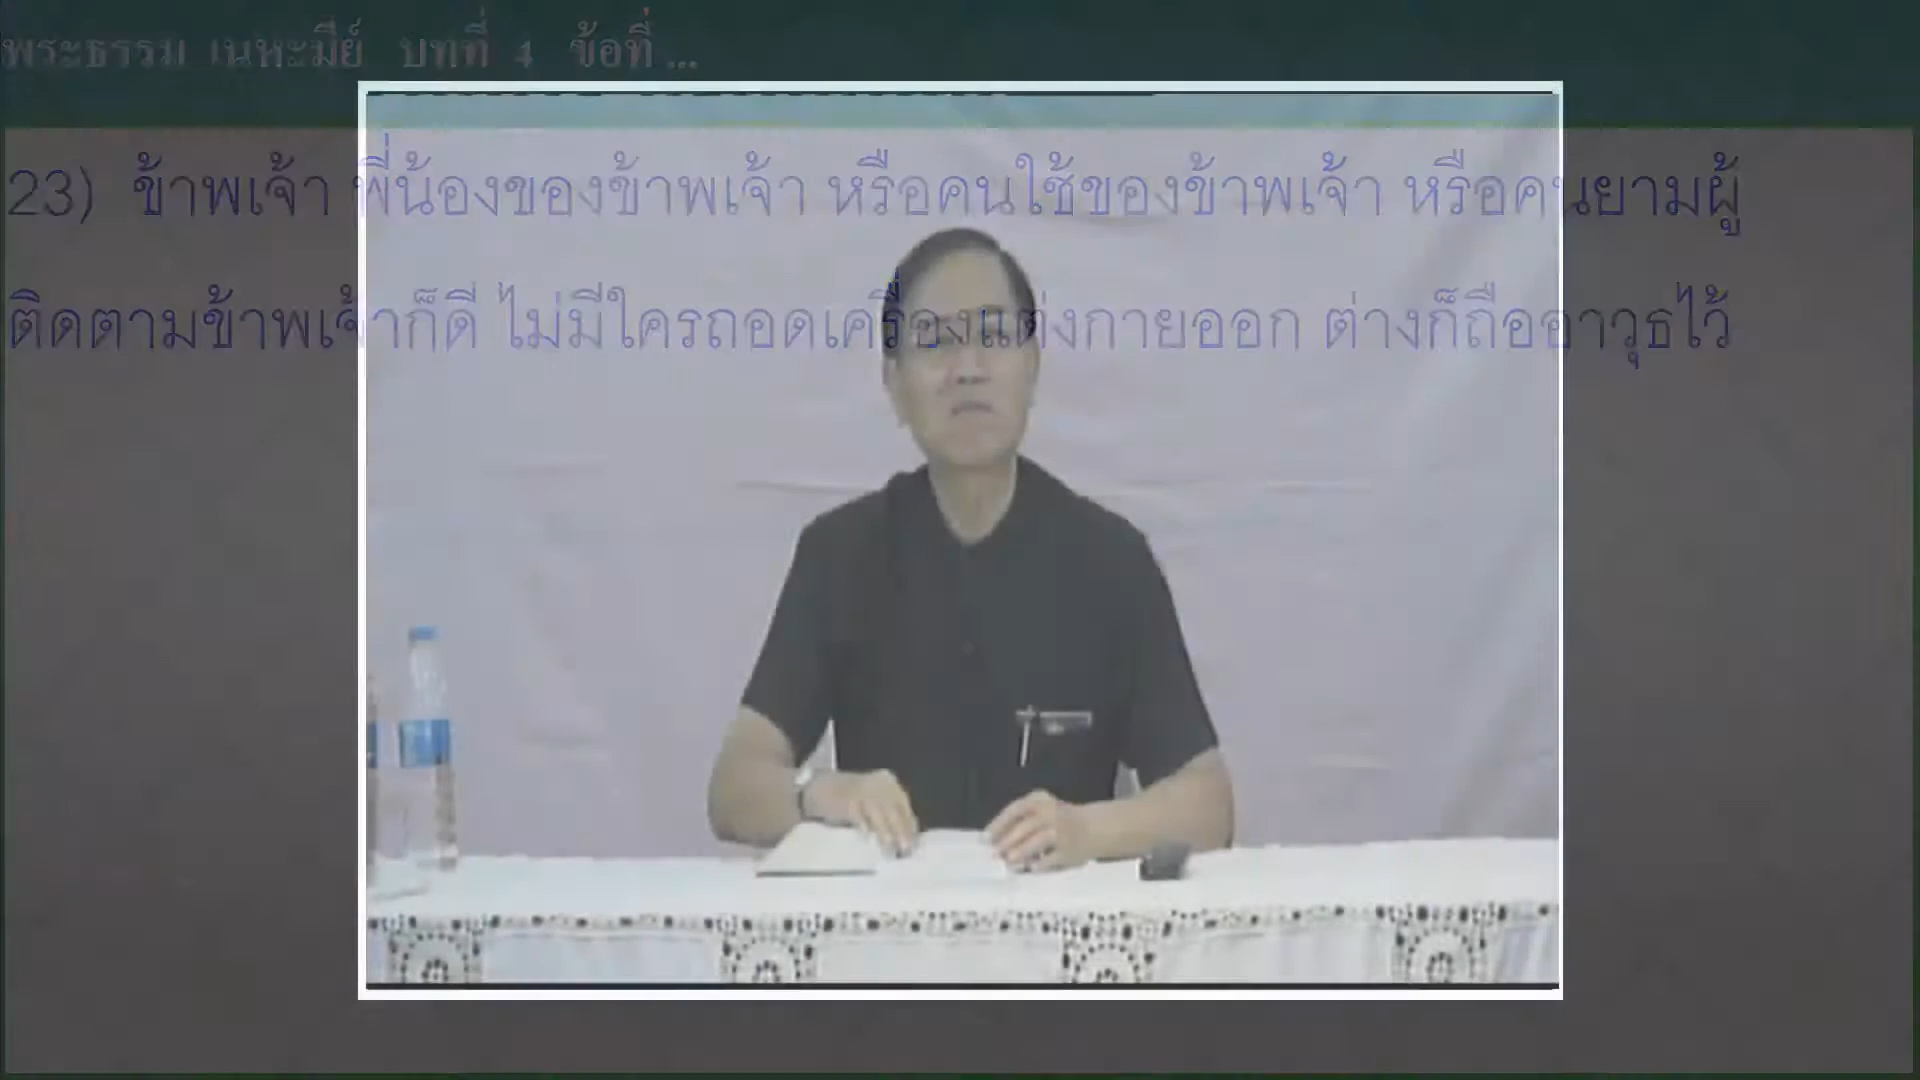 พระธรรม เนหะมีย์ บทที่ 4 ข้อที่ ...
23) ข้าพเจ้า พี่น้องของข้าพเจ้า หรือคนใช้ของข้าพเจ้า หรือคนยามผู้
ติดตามข้าพเจ้าก็ดี ไม่มีใครถอดเครื่องแต่งกายออก ต่างก็ถืออาวุธไว้